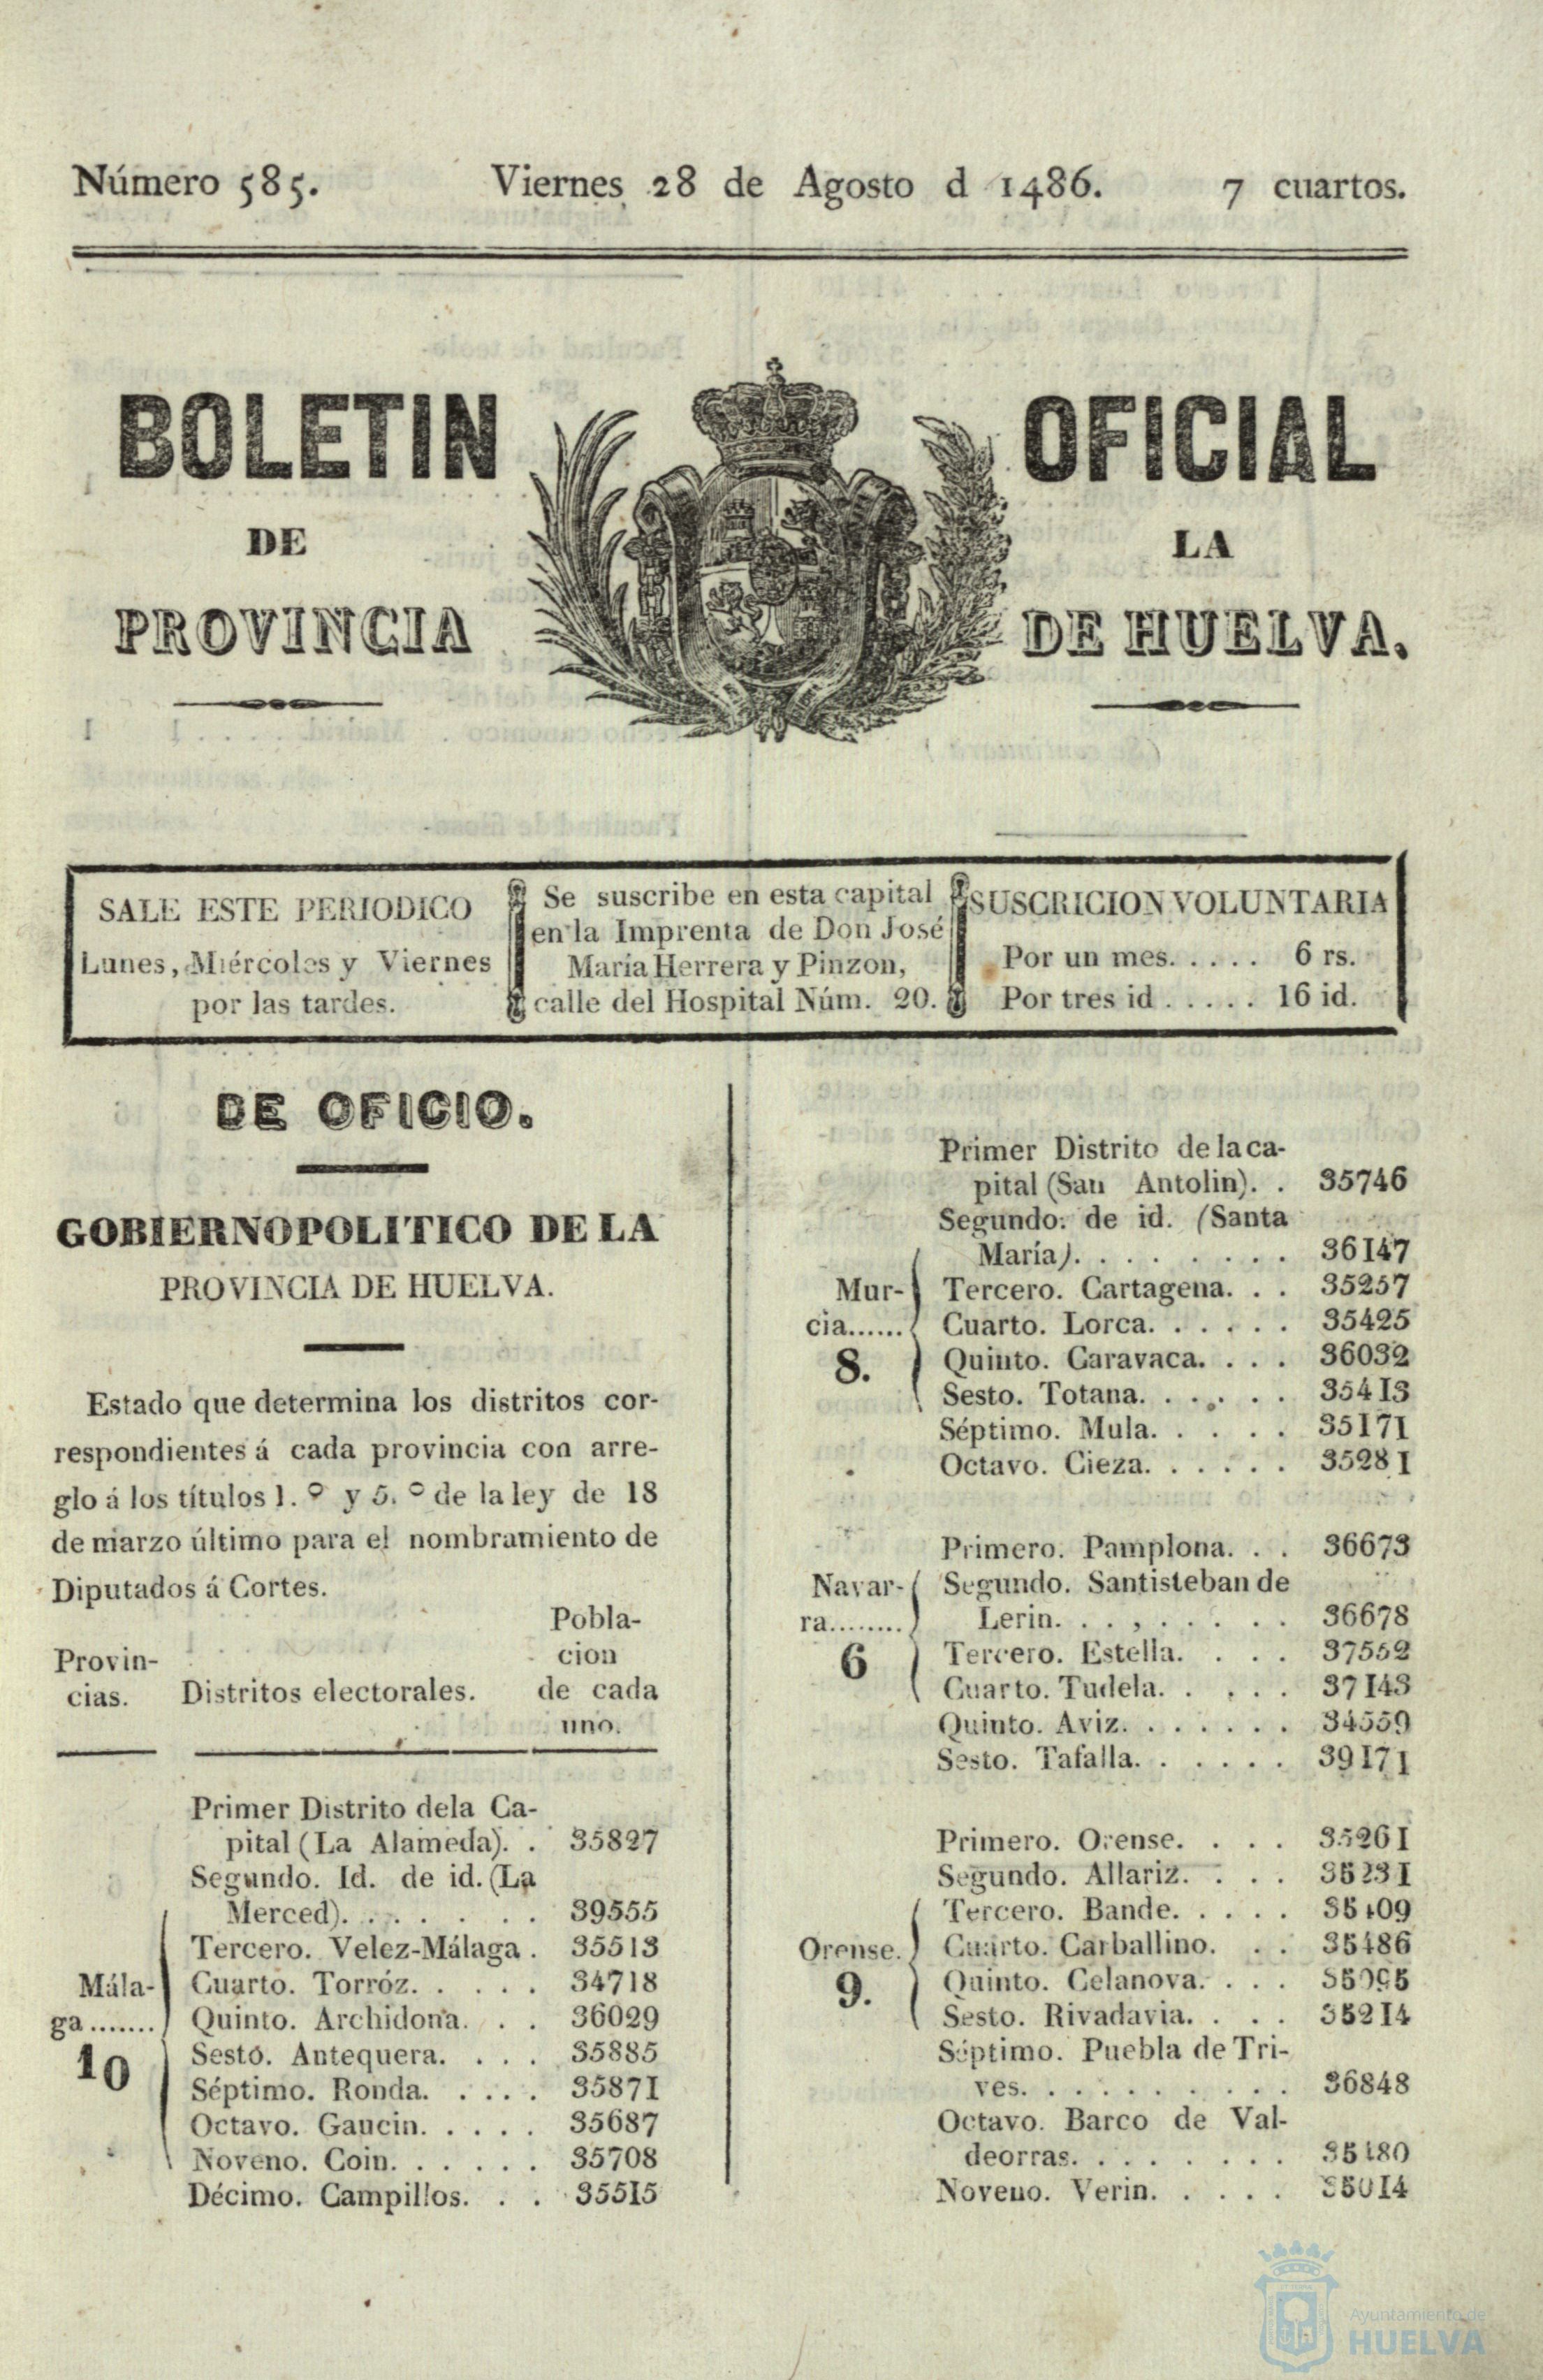 Número 585. Viernes 28 de Agosto d 1486. 7 cuartos.
BOLETIN OFICIAL
DE LA
PROVINCIA DE HUELVA.
SALE ESTE PERIODICO
Lunes, Miércoles y Viernes
por las tardes.
Se suscribe en esta capital
en la Imprenta de Don José
María Herrera y Pinzon,
calle del Hospital Núm. 20.
SUSCRICION VOLUNTARIA
Por un mes. . . . . 6 rs.
Por tres id . . . . . 16 id.
DE OFICIO.
GOBIERNO POLITICO DE LA
PROVINCIA DE HUELVA.
Estado que determina los distritos cor-
respondientes á cada provincia con arre-
glo á los títulos 1.º y 5.º de la ley de 18
de marzo último para el nombramiento de
Diputados á Cortes.
Provin-
cias.
Distritos electorales.
Pobla-
cion
de cada
uno.
Mála-
ga.......
10
Primer Distrito dela Ca-
pital (La Alameda). . 35827
Segundo. Id. de id. (La
Merced). . . . . . . . 39555
Tercero. Velez-Málaga . 35513
Cuarto. Torróz. . . . . 34718
Quinto. Archidona. . . 36029
Sesto. Antequera. . . . 35885
Séptimo. Ronda. . . . . 35871
Octavo. Gaucin. . . . . 35687
Noveno. Coin. . . . . . 35708
Décimo. Campillos. . . 35515
Mur-
cia......
8.
Primer Distrito de la ca-
pital (San Antolin). . 35746
Segundo. de id. (Santa
María). . . . . . . . . 36147
Tercero. Cartagena. . . 35257
Cuarto. Lorca. . . . . . 35425
Quinto. Caravaca. . . . 36032
Sesto. Totana. . . . . . 35413
Séptimo. Mula. . . . . . 35171
Octavo. Cieza. . . . . . 35281
Navar-
ra........
6
Primero. Pamplona. . . 36673
Segundo. Santisteban de
Lerin. . . , . . . . . . 36678
Tercero. Estella. . . . 37552
Cuarto. Tudela. . . . . 37143
Quinto. Aviz. . . . . . . 34559
Sesto. Tafalla. . . . . . 39171
Orense.
9.
Primero. Orense. . . . 35261
Segundo. Allariz. . . . 35231
Tercero. Bande. . . . . 35109
Cuarto. Carballino. . . 35486
Quinto. Celanova. . . .
Sesto. Rivadavia. . . . 35214
Séptimo. Puebla de Tri-
ves. . . . . . . . . . . 36848
Octavo. Barco de Val-
deorras. . . . . . . . . 35180
Noveno. Verin. . . . . . 35014
Ayuntamiento de
HUELVA